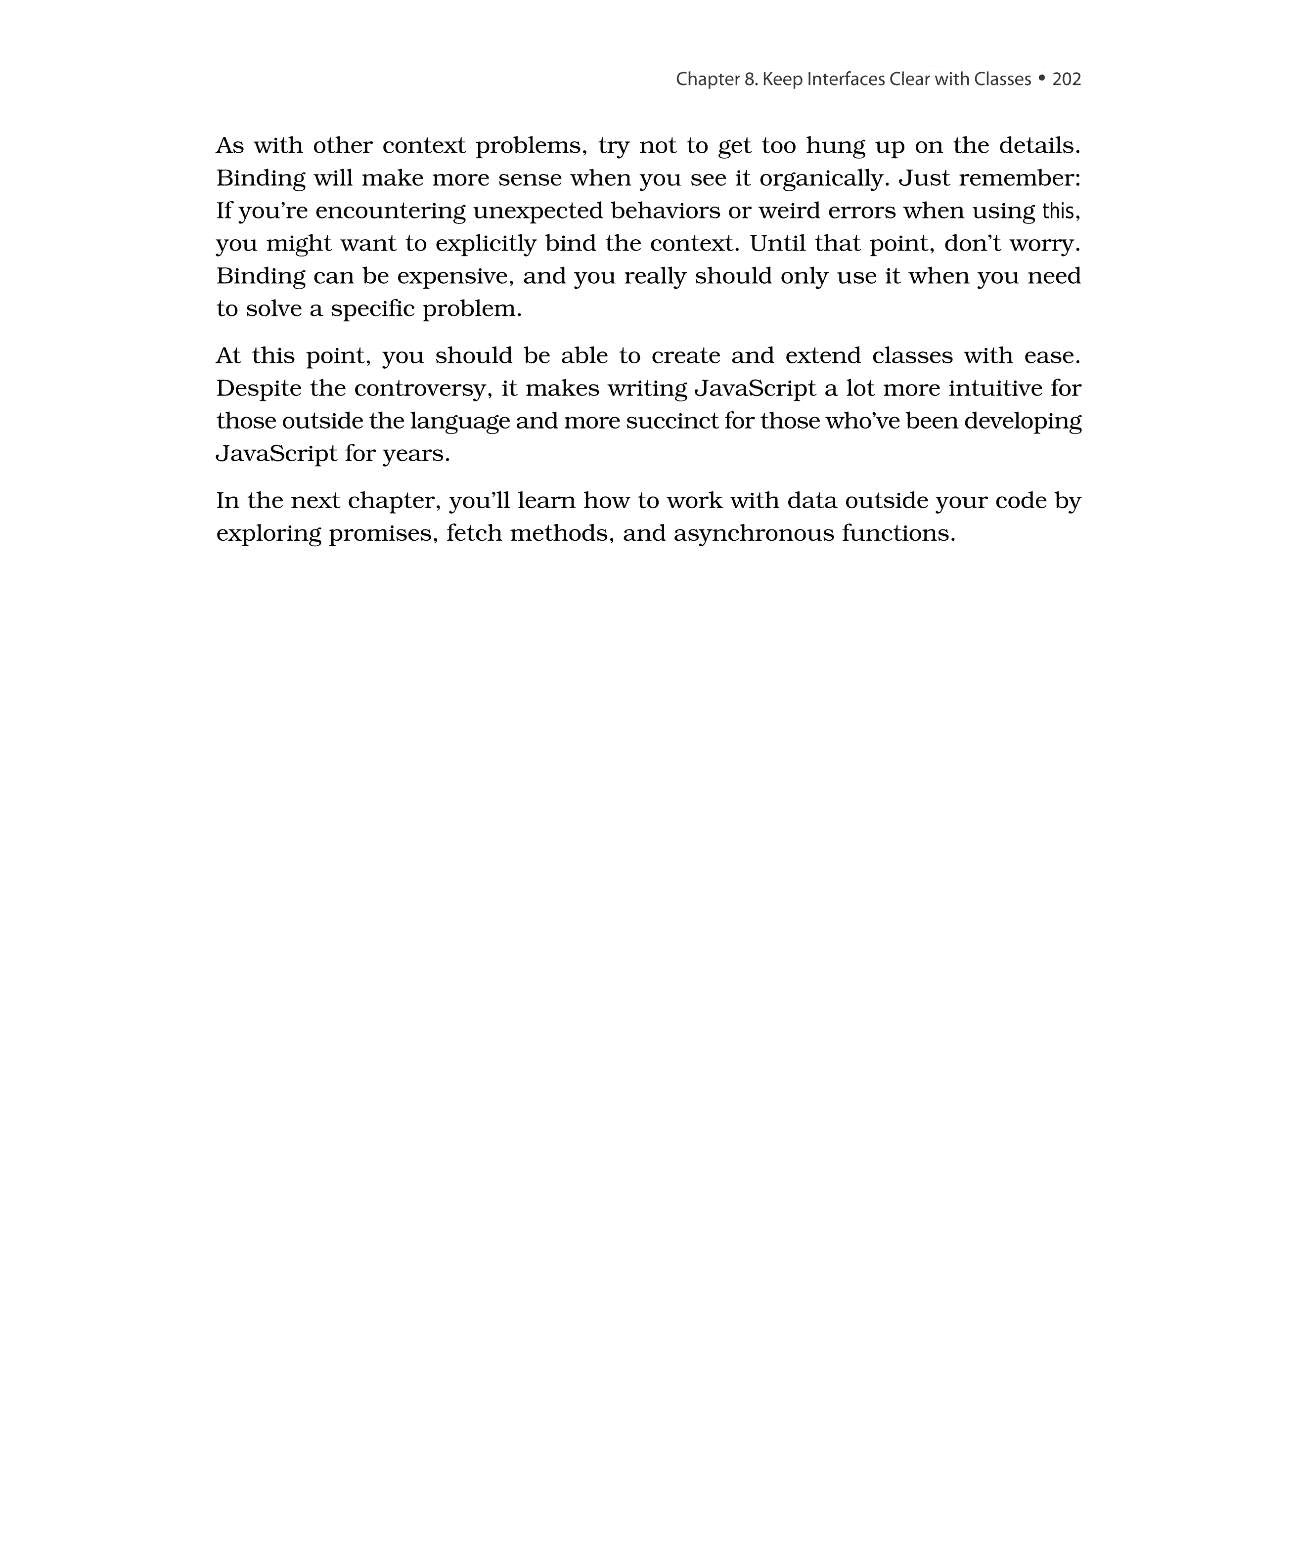 Chapter 8. Keep Interfaces Clear with Classes • 202
As with other context problems, try not to get too hung up on the details.
Binding will make more sense when you see it organically. Just remember:
If you’re encountering unexpected behaviors or weird errors when using this,
you might want to explicitly bind the context. Until that point, don’t worry.
Binding can be expensive, and you really should only use it when you need
to solve a specific problem.
At this point, you should be able to create and extend classes with ease.
Despite the controversy, it makes writing JavaScript a lot more intuitive for
those outside the language and more succinct for those who’ve been developing
JavaScript for years.
In the next chapter, you’ll learn how to work with data outside your code by
exploring promises, fetch methods, and asynchronous functions.